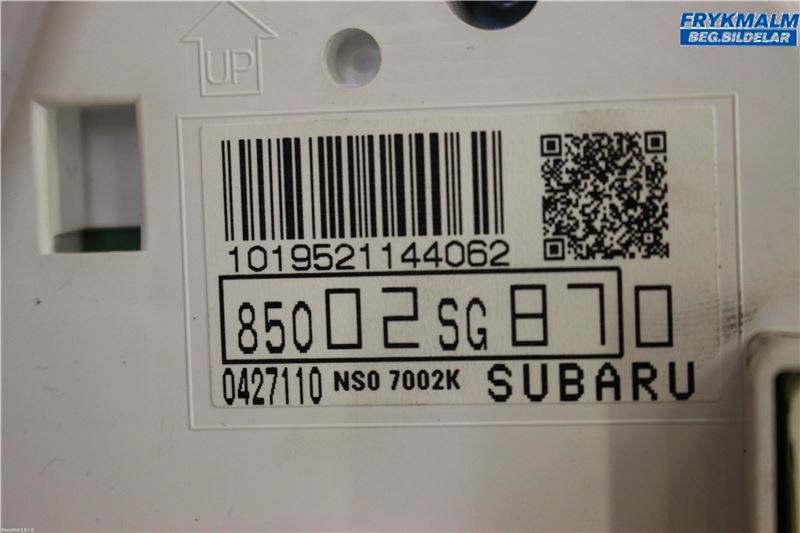 FRYKMALM
BEG.BILDELAR
UP
1019521144062
85002SG870
0427110 NS0 7002K SUBARU